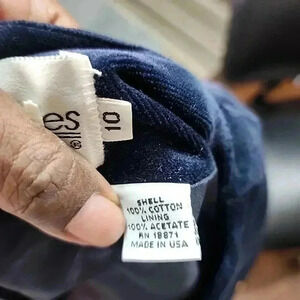 es
®
10
SHELL
100% COTTON
LINING
100% ACETATE
RN 18871
MADE IN USA